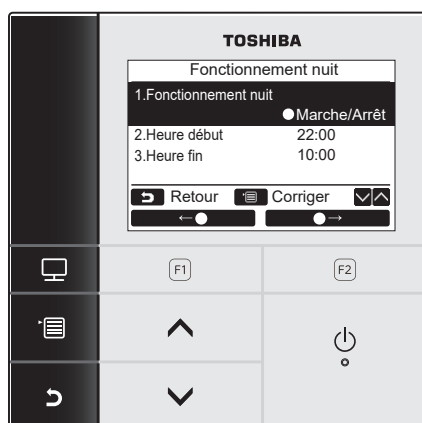 TOSHIBA
Fonctionnement nuit
1.Fonctionnement nuit
●Marche/Arrêt
2.Heure début 22:00
3.Heure fin 10:00
Retour Corriger
←● ●→
F1 F2